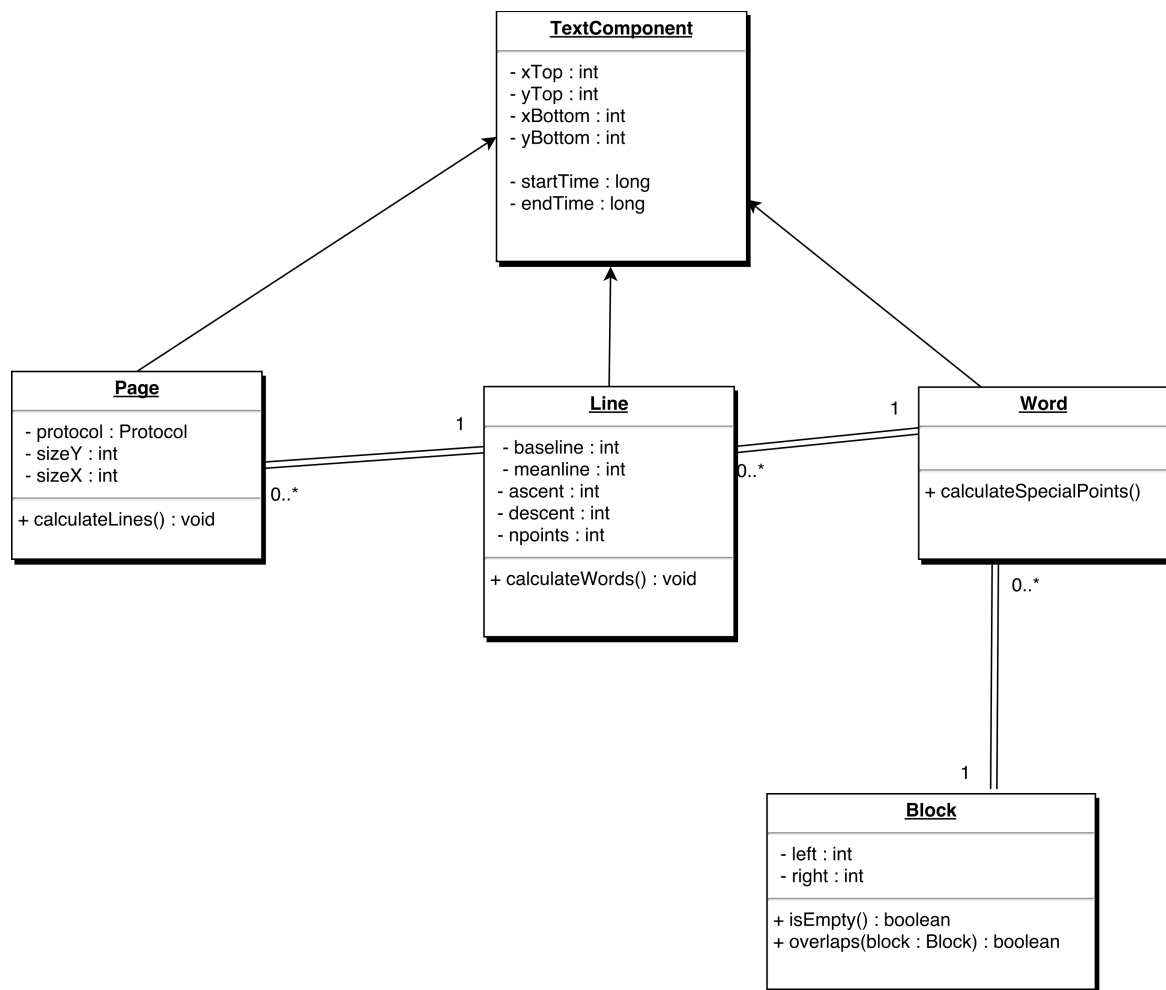 TextComponent
- xTop : int
- yTop : int
- xBottom : int
- yBottom : int
- startTime : long
- endTime : long
Page
- protocol : Protocol
- sizeY : int
- sizeX : int
+ calculateLines() : void
1
0..*
Line
- baseline : int
- meanline : int
- ascent : int
- descent : int
- npoints : int
+ calculateWords() : void
1
0..*
Word
+ calculateSpecialPoints()
0..*
1
Block
- left : int
- right : int
+ isEmpty() : boolean
+ overlaps(block : Block) : boolean